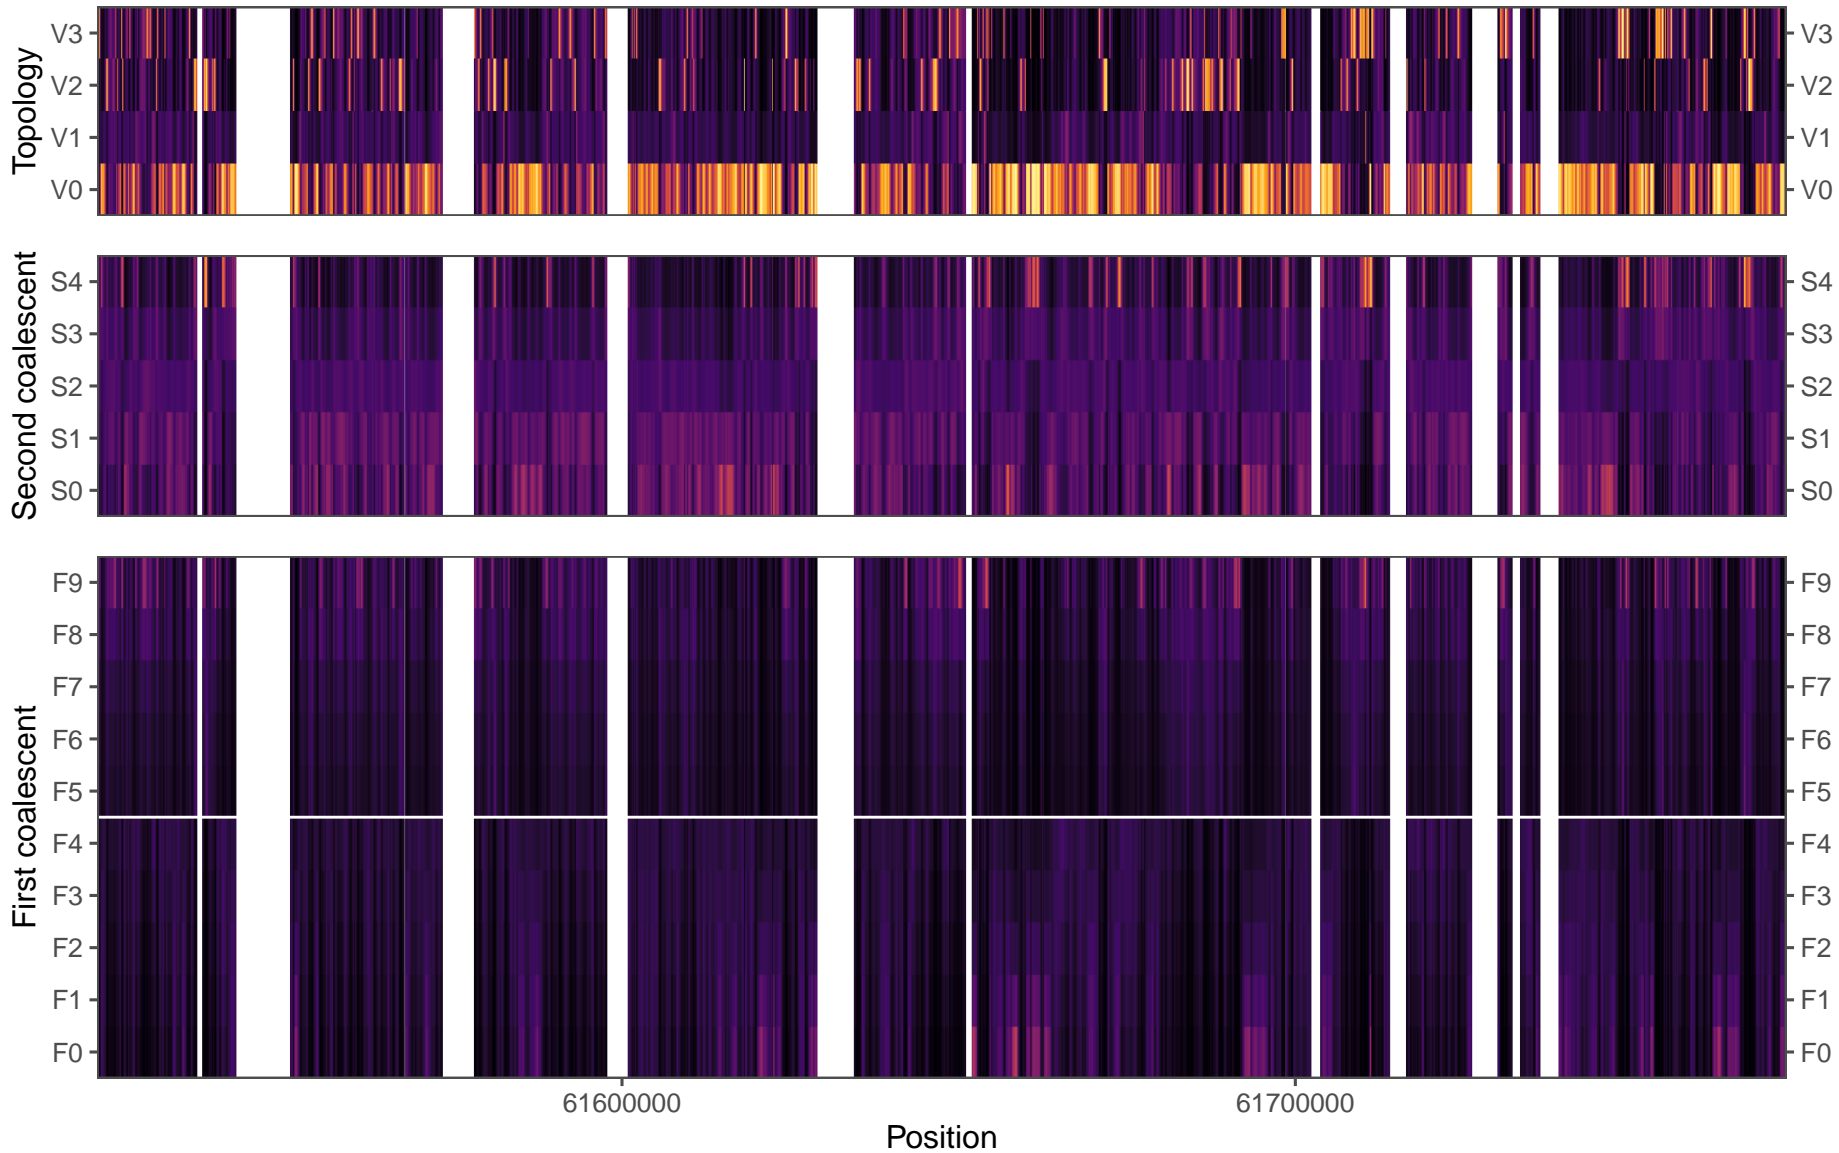 Topology
V3
V2
V1
V0
V3
V2
V1
V0
Second coalescent
S4
S3
S2
S1
S0
S4
S3
S2
S1
S0
First coalescent
F9
F8
F7
F6
F5
F4
F3
F2
F1
F0
F9
F8
F7
F6
F5
F4
F3
F2
F1
F0
61600000
61700000
Position